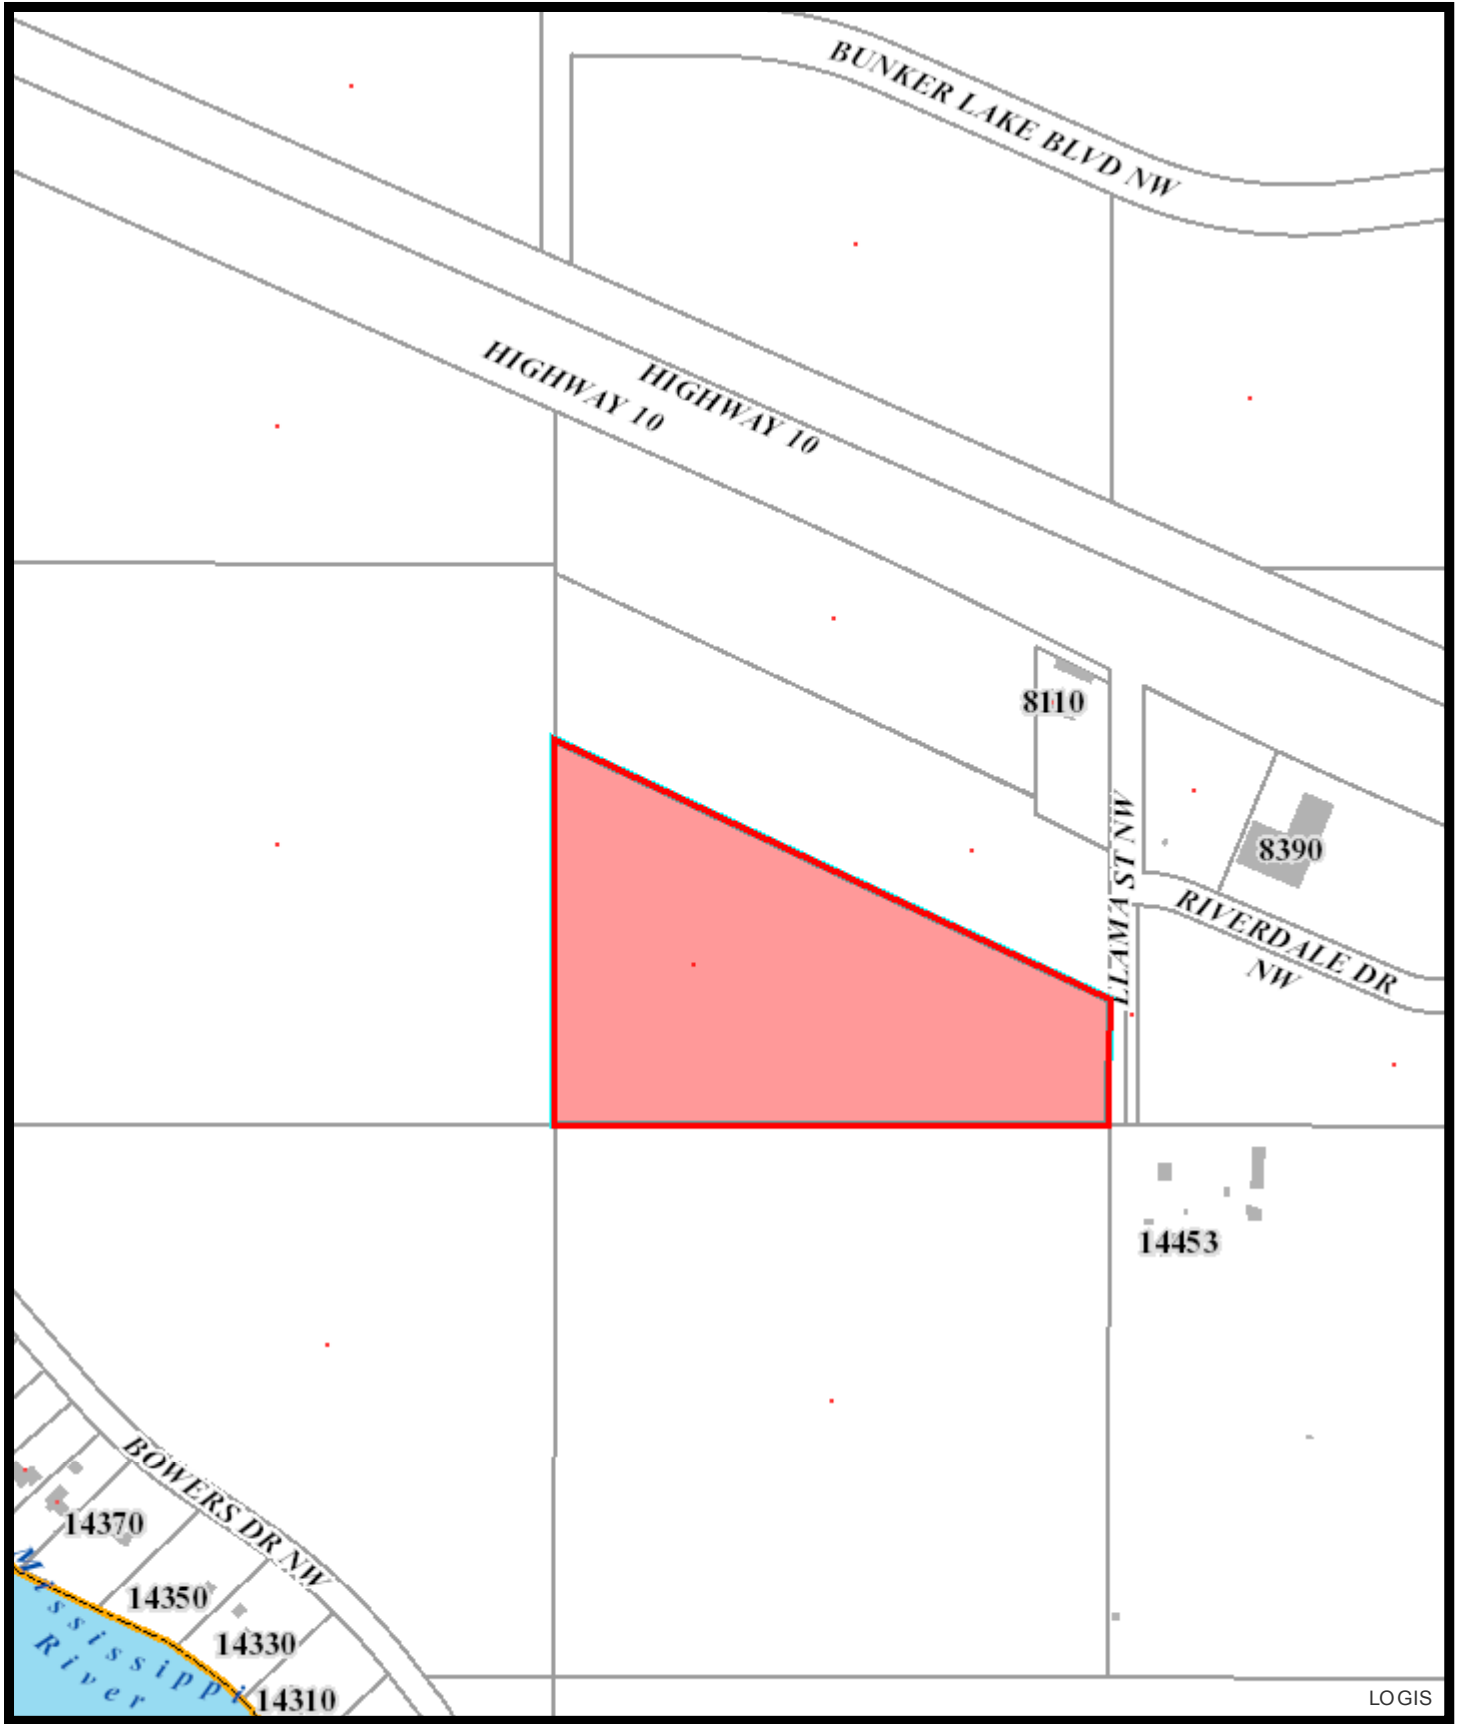 BUNKER LAKE BLVD NW
HIGHWAY 10
HIGHWAY 10
8110
LLAMA ST NW
8390
RIVERDALE DR
NW
14453
BOWERS DR NW
14370
14350
14330
14310
Mississippi
River
LOGIS